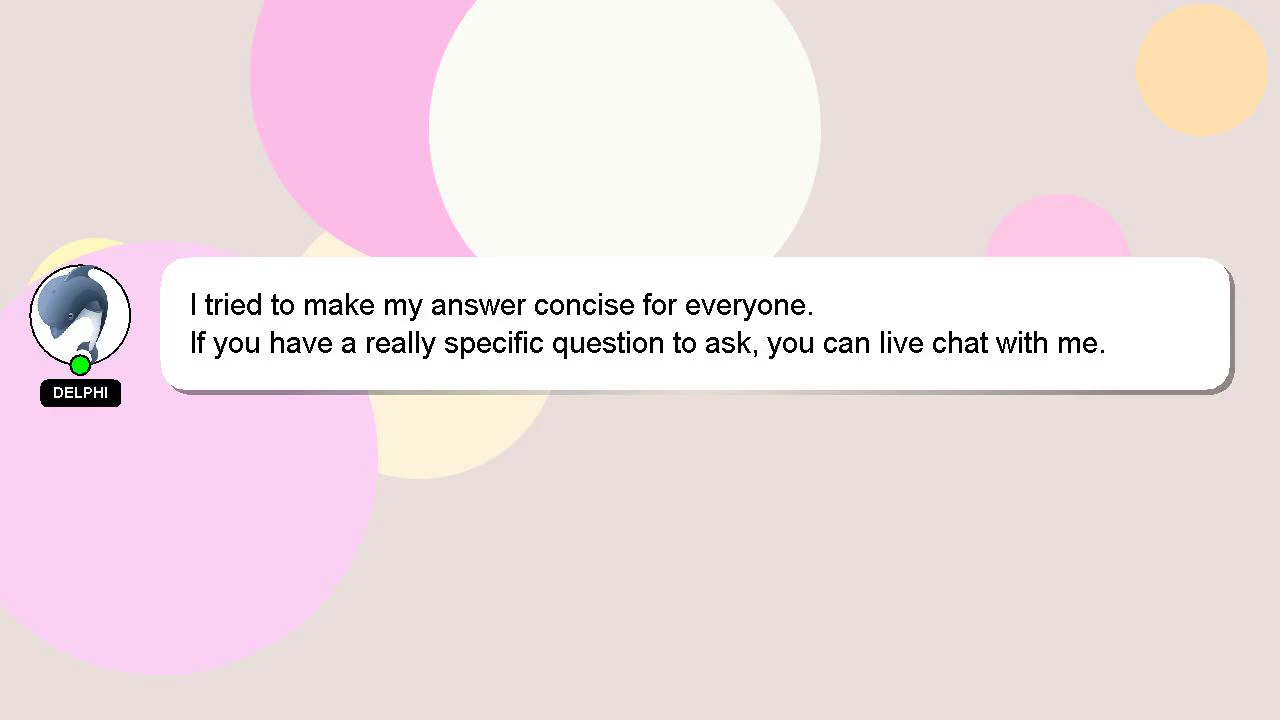 I tried to make my answer concise for everyone.
If you have a really specific question to ask, you can live chat with me.
DELPHI